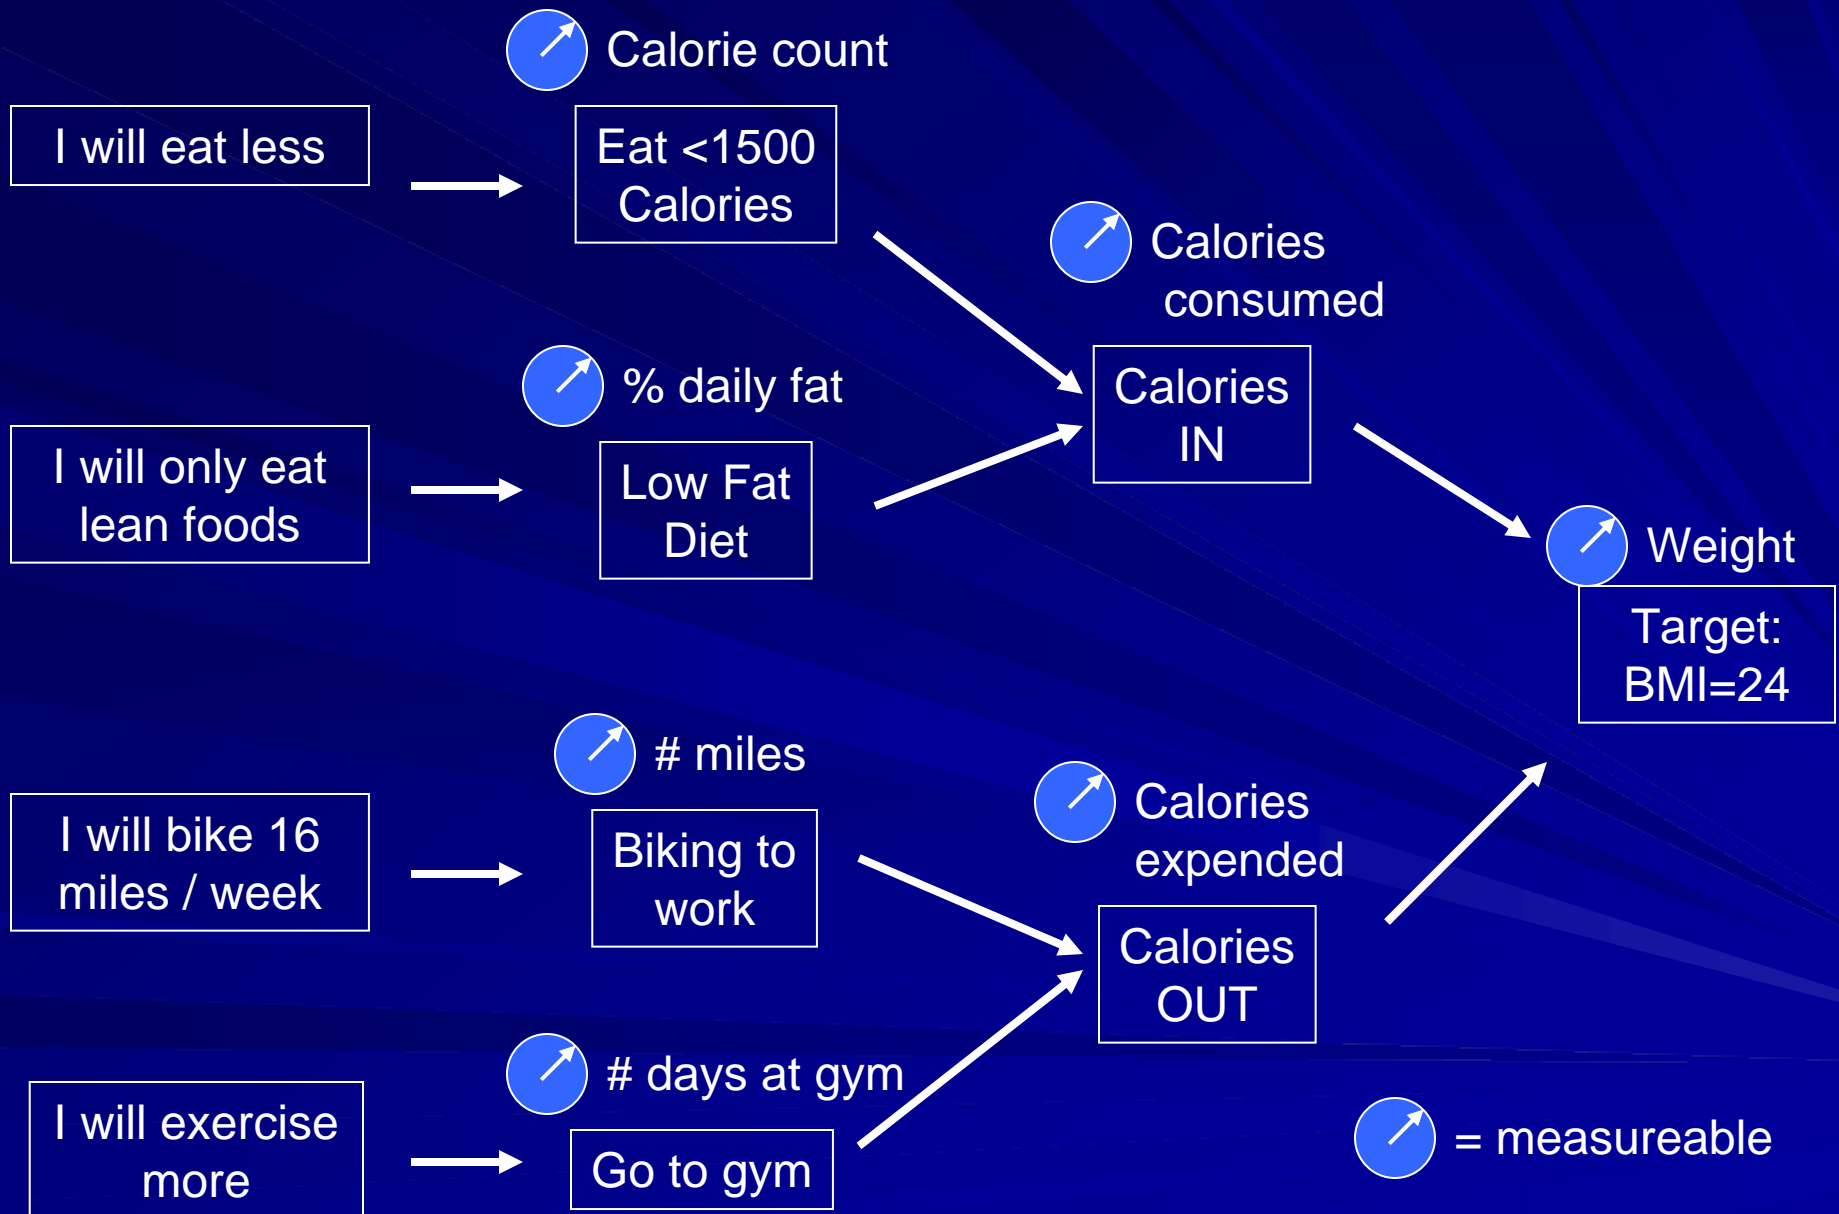 Calorie count
I will eat less
Eat <1500
Calories
Calories
consumed
% daily fat
I will only eat
lean foods
Low Fat
Diet
Calories
IN
Weight
Target:
BMI=24
# miles
I will bike 16
miles / week
Biking to
work
Calories
expended
Calories
OUT
# days at gym
I will exercise
more
Go to gym
= measureable